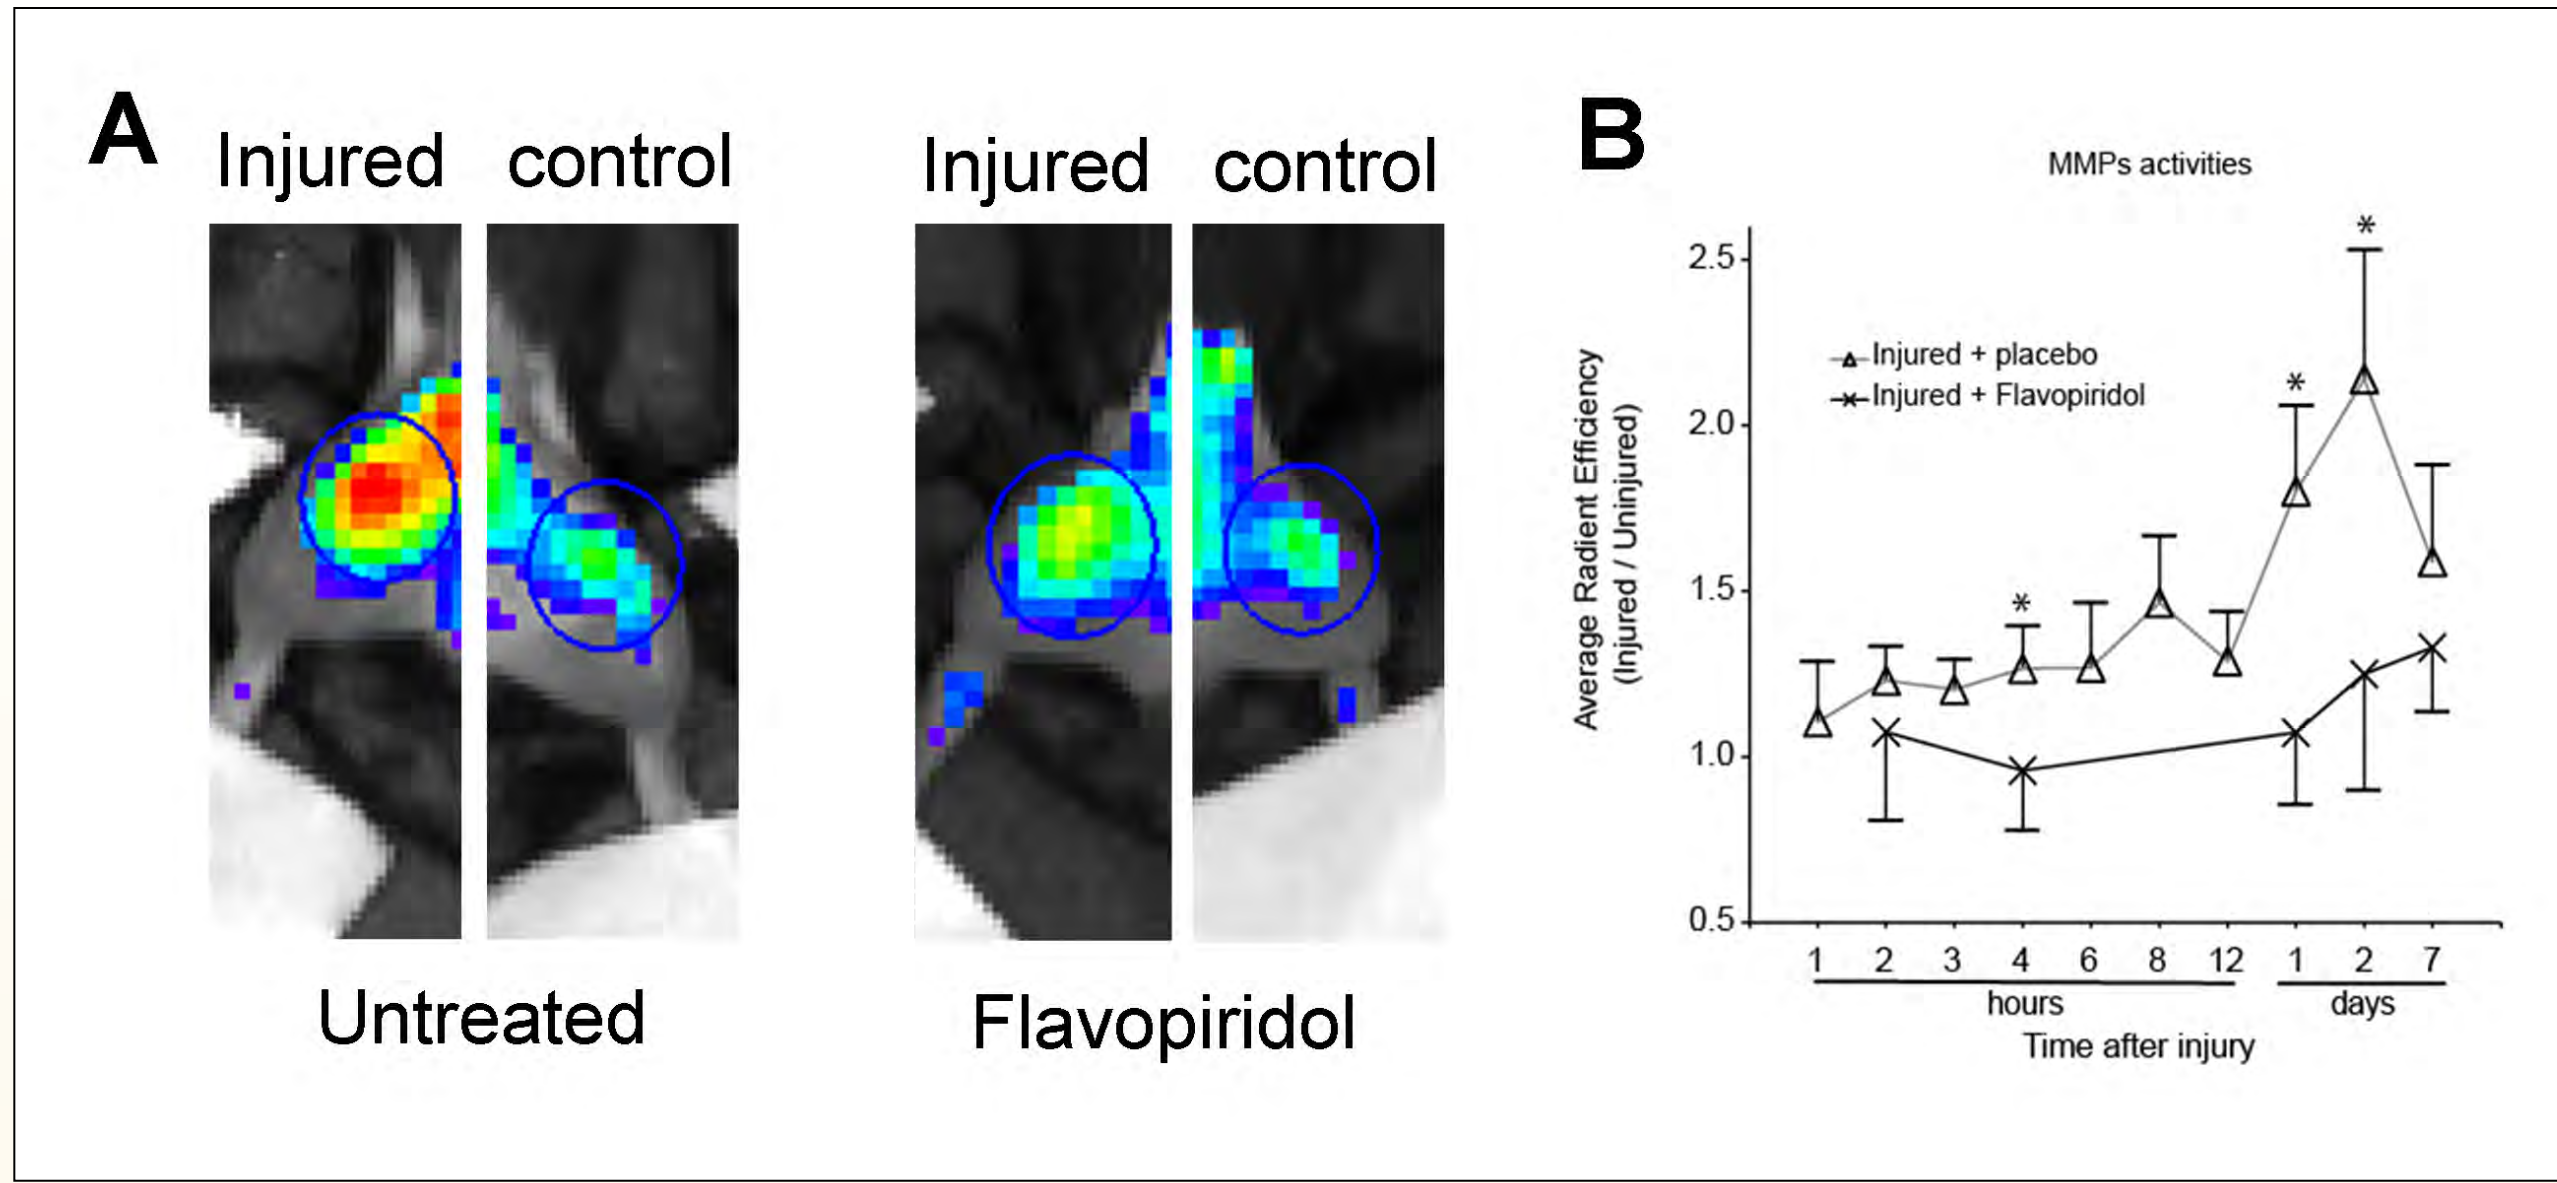 A
Injured control
Injured control
Untreated
Flavopiridol
B
MMPs activities
*
*
*
2.5
2.0
1.5
1.0
0.5
Injured + placebo
Injured + Flavopiridol
Average Radient Efficiency
(Injured / Uninjured)
1 2 3 4 6 8 12 1 2 7
hours days
Time after injury